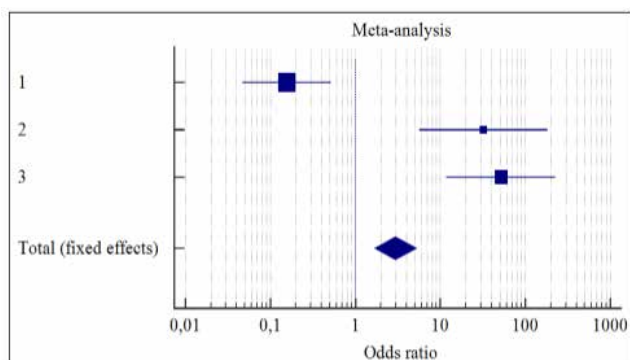 Meta-analysis
1
2
3
Total (fixed effects)
0,01 0,1 1 10 100 1000
Odds ratio